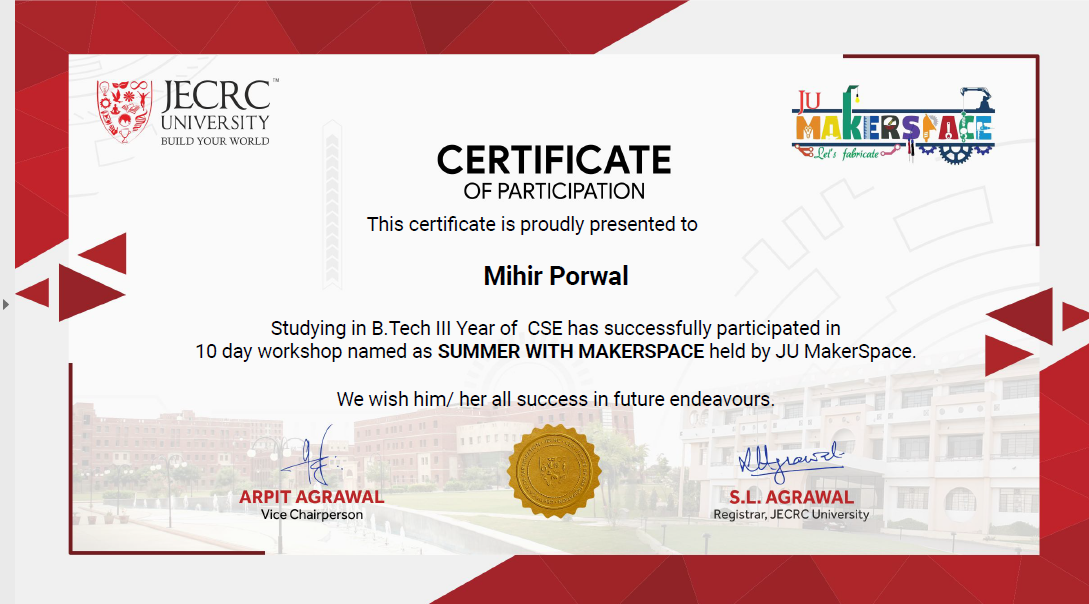 JECRC
UNIVERSITY
BUILD YOUR WORLD
TM
JU
MAKERSPACE
Let's fabricate
CERTIFICATE
OF PARTICIPATION
This certificate is proudly presented to
Mihir Porwal
Studying in B.Tech III Year of CSE has successfully participated in
10 day workshop named as SUMMER WITH MAKERSPACE held by JU MakerSpace.
We wish him/ her all success in future endeavours.
ARPIT AGRAWAL
Vice Chairperson
S.L. AGRAWAL
Registrar, JECRC University